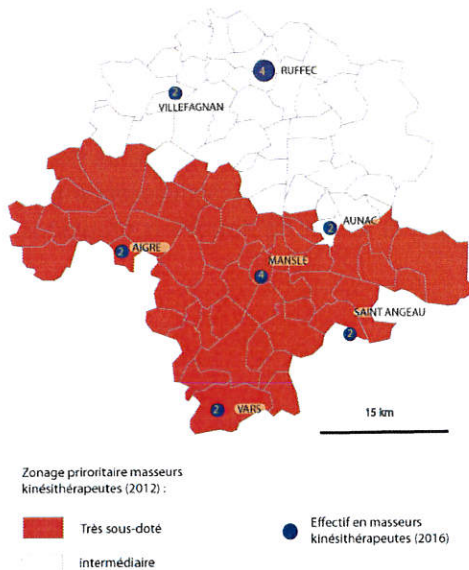 4 RUFFEC
2
VILLEFAGNAN
AUNAC
2
2 AIGRE
MANSLE
4
SAINT ANGEAU
2
2 VARS
15 km
Zonage priroritaire masseurs
kinésithérapeutes (2012) :
Très sous-doté
intermédiaire
Effectif en masseurs
kinésithérapeutes (2016)